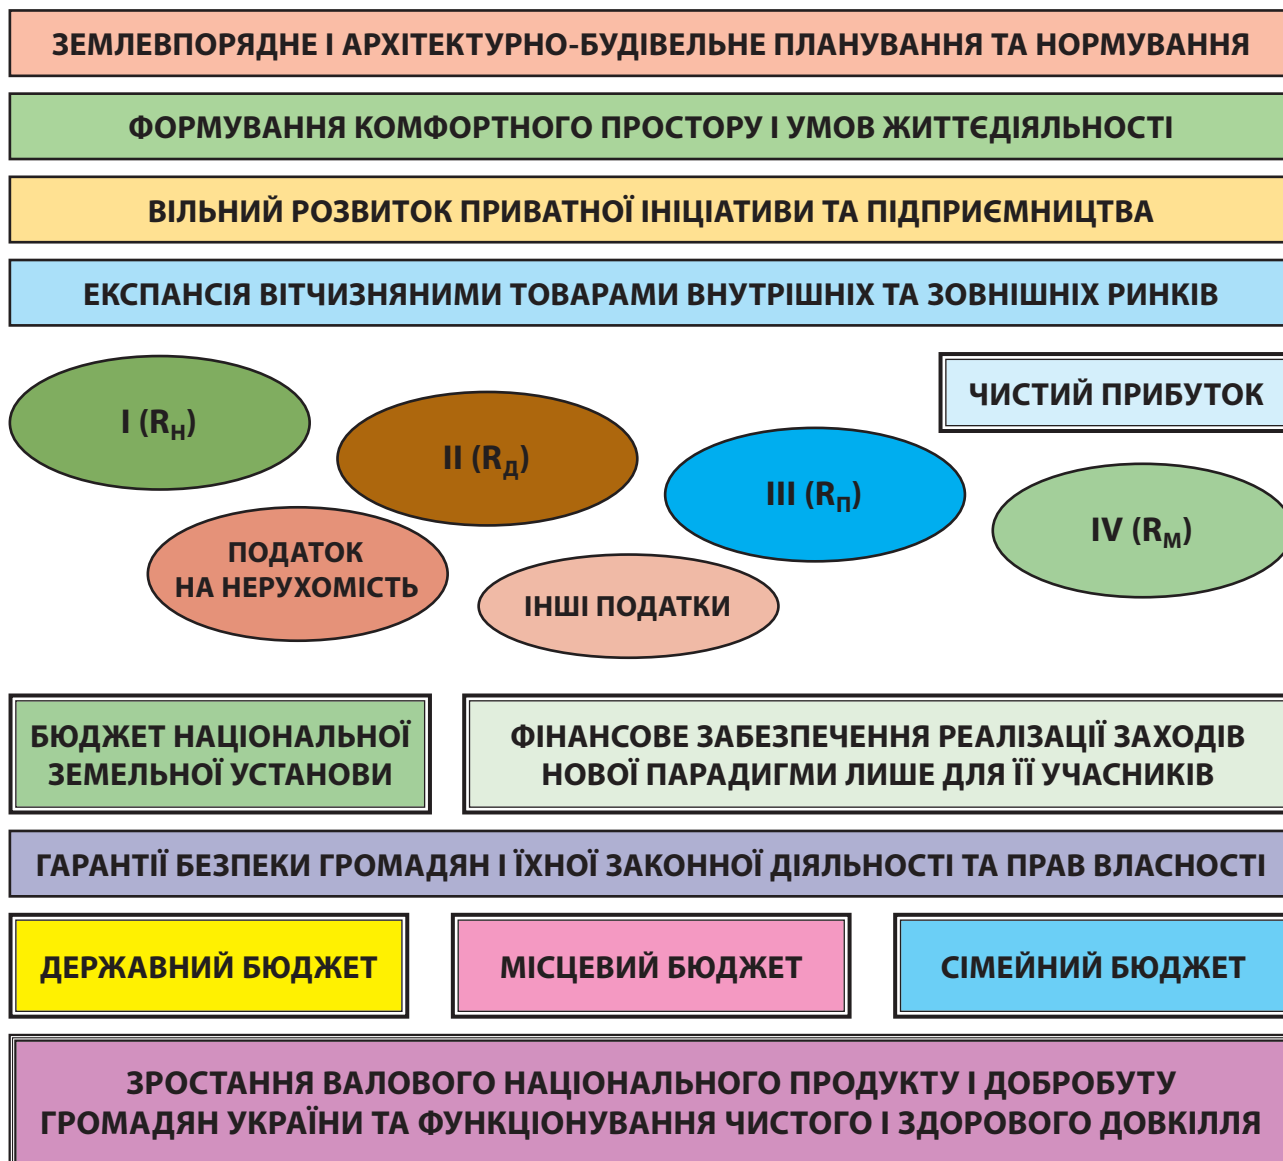 ЗЕМЛЕВПОРЯДНЕ І АРХІТЕКТУРНО-БУДІВЕЛЬНЕ ПЛАНУВАННЯ ТА НОРМУВАННЯ
ФОРМУВАННЯ КОМФОРТНОГО ПРОСТОРУ І УМОВ ЖИТТЄДІЯЛЬНОСТІ
ВІЛЬНИЙ РОЗВИТОК ПРИВАТНОЇ ІНІЦІАТИВИ ТА ПІДПРИЄМНИЦТВА
ЕКСПАНСІЯ ВІТЧИЗНЯНИМИ ТОВАРАМИ ВНУТРІШНІХ ТА ЗОВНІШНІХ РИНКІВ
ЧИСТИЙ ПРИБУТОК
I (RН)
II (RД)
III (RП)
IV (RМ)
ПОДАТОК
НА НЕРУХОМІСТЬ
ІНШІ ПОДАТКИ
БЮДЖЕТ НАЦІОНАЛЬНОЇ
ЗЕМЕЛЬНОЇ УСТАНОВИ
ФІНАНСОВЕ ЗАБЕЗПЕЧЕННЯ РЕАЛІЗАЦІЇ ЗАХОДІВ
НОВОЇ ПАРАДИГМИ ЛИШЕ ДЛЯ ЇЇ УЧАСНИКІВ
ГАРАНТІЇ БЕЗПЕКИ ГРОМАДЯН І ЇХНОЇ ЗАКОННОЇ ДІЯЛЬНОСТІ ТА ПРАВ ВЛАСНОСТІ
ДЕРЖАВНИЙ БЮДЖЕТ
МІСЦЕВИЙ БЮДЖЕТ
СІМЕЙНИЙ БЮДЖЕТ
ЗРОСТАННЯ ВАЛОВОГО НАЦІОНАЛЬНОГО ПРОДУКТУ І ДОБРОБУТУ
ГРОМАДЯН УКРАЇНИ ТА ФУНКЦІОНУВАННЯ ЧИСТОГО І ЗДОРОВОГО ДОВКІЛЛЯ